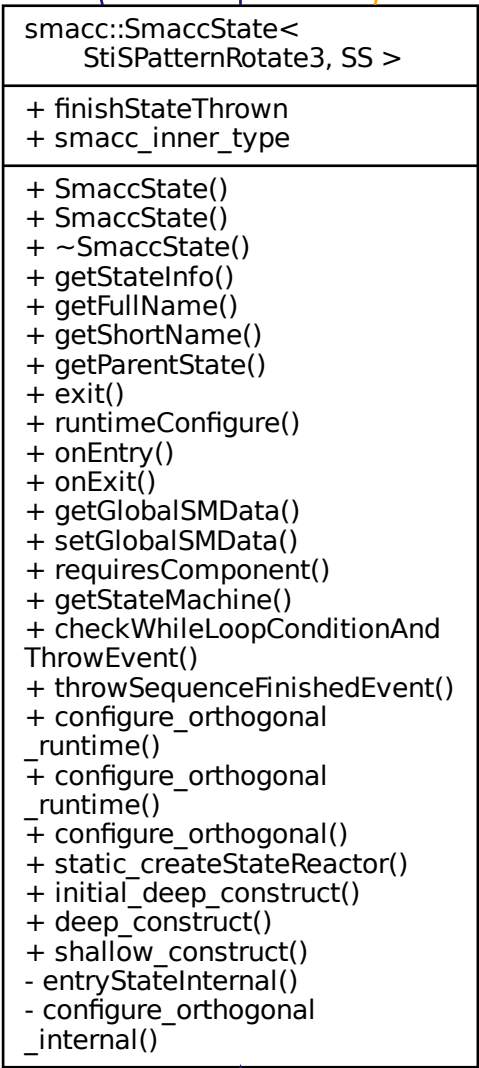 smacc::SmaccState<
StiSPatternRotate3, SS >
+ finishStateThrown
+ smacc_inner_type
+ SmaccState()
+ SmaccState()
+ ~SmaccState()
+ getStateInfo()
+ getFullName()
+ getShortName()
+ getParentState()
+ exit()
+ runtimeConfigure()
+ onEntry()
+ onExit()
+ getGlobalSMData()
+ setGlobalSMData()
+ requiresComponent()
+ getStateMachine()
+ checkWhileLoopConditionAnd
ThrowEvent()
+ throwSequenceFinishedEvent()
+ configure_orthogonal
_runtime()
+ configure_orthogonal
_runtime()
+ configure_orthogonal()
+ static_createStateReactor()
+ initial_deep_construct()
+ deep_construct()
+ shallow_construct()
- entryStateInternal()
- configure_orthogonal
_internal()